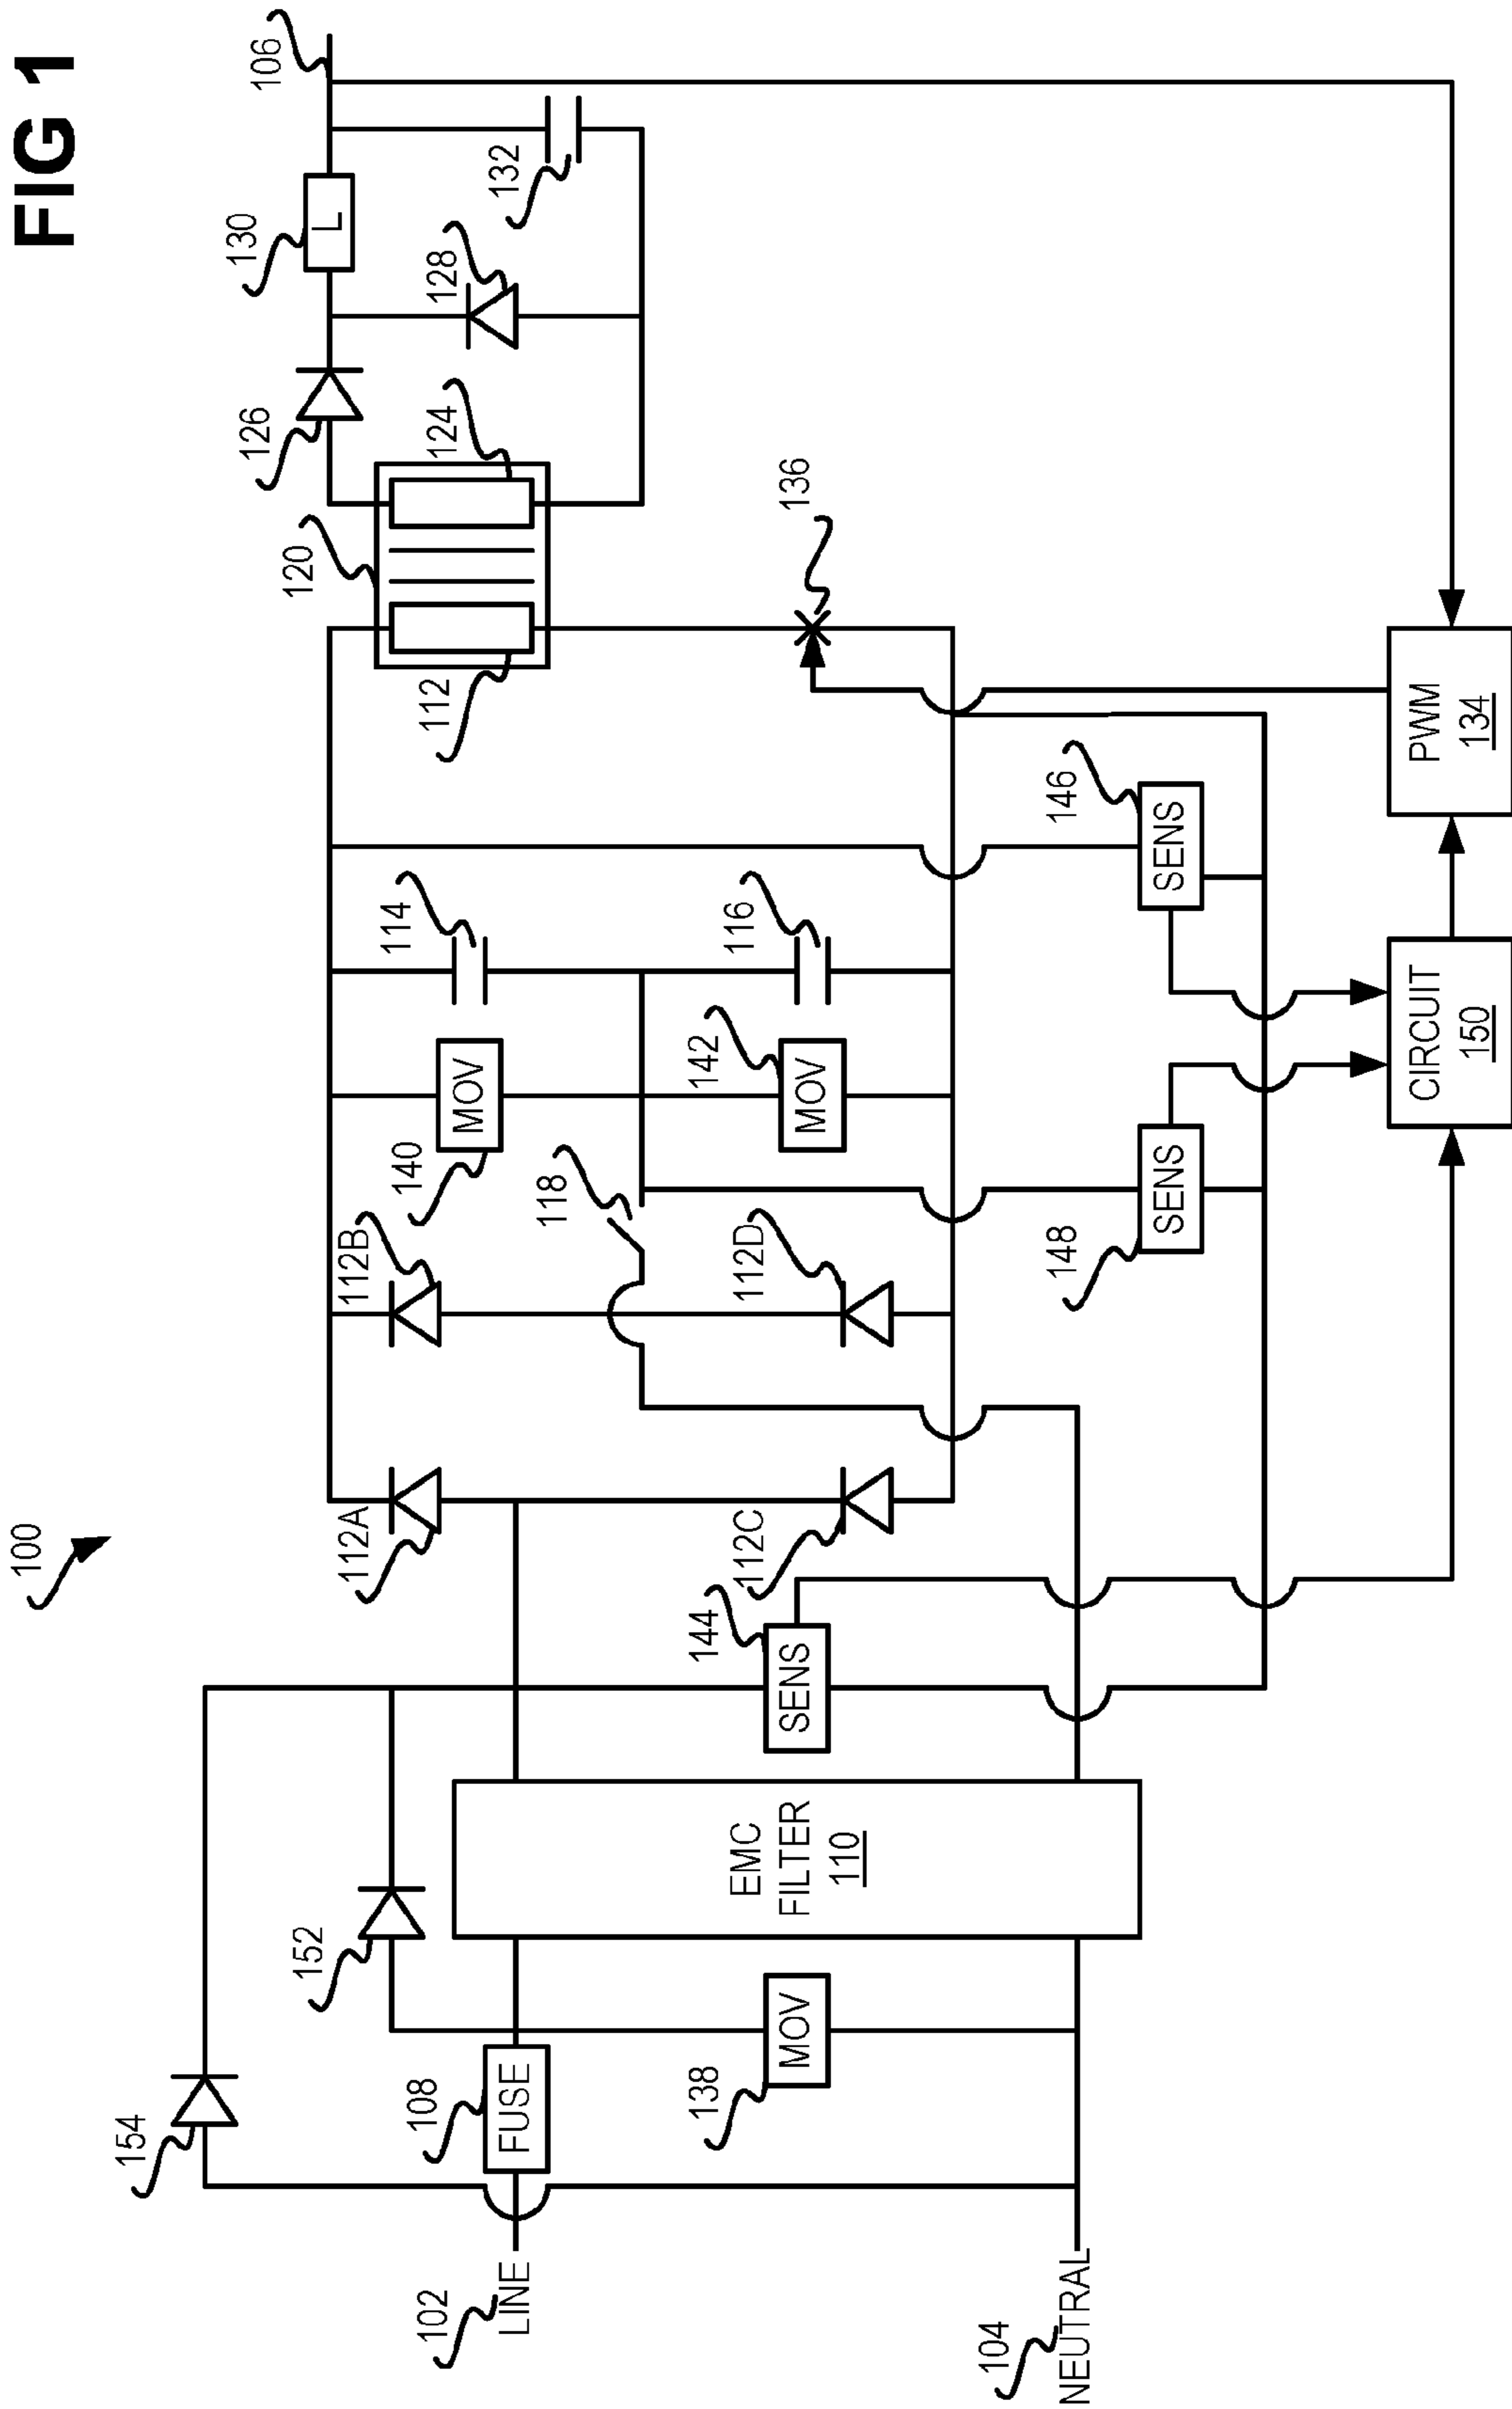 FIG 1
100
154
152
102
LINE
108
FUSE
104
NEUTRAL
138
MOV
EMC
FILTER
110
144
SENS
112A
112C
112B
112D
118
140
MOV
142
MOV
114
116
148
SENS
146
SENS
CIRCUIT
150
PWM
134
136
112
120
124
126
128
130
L
132
106